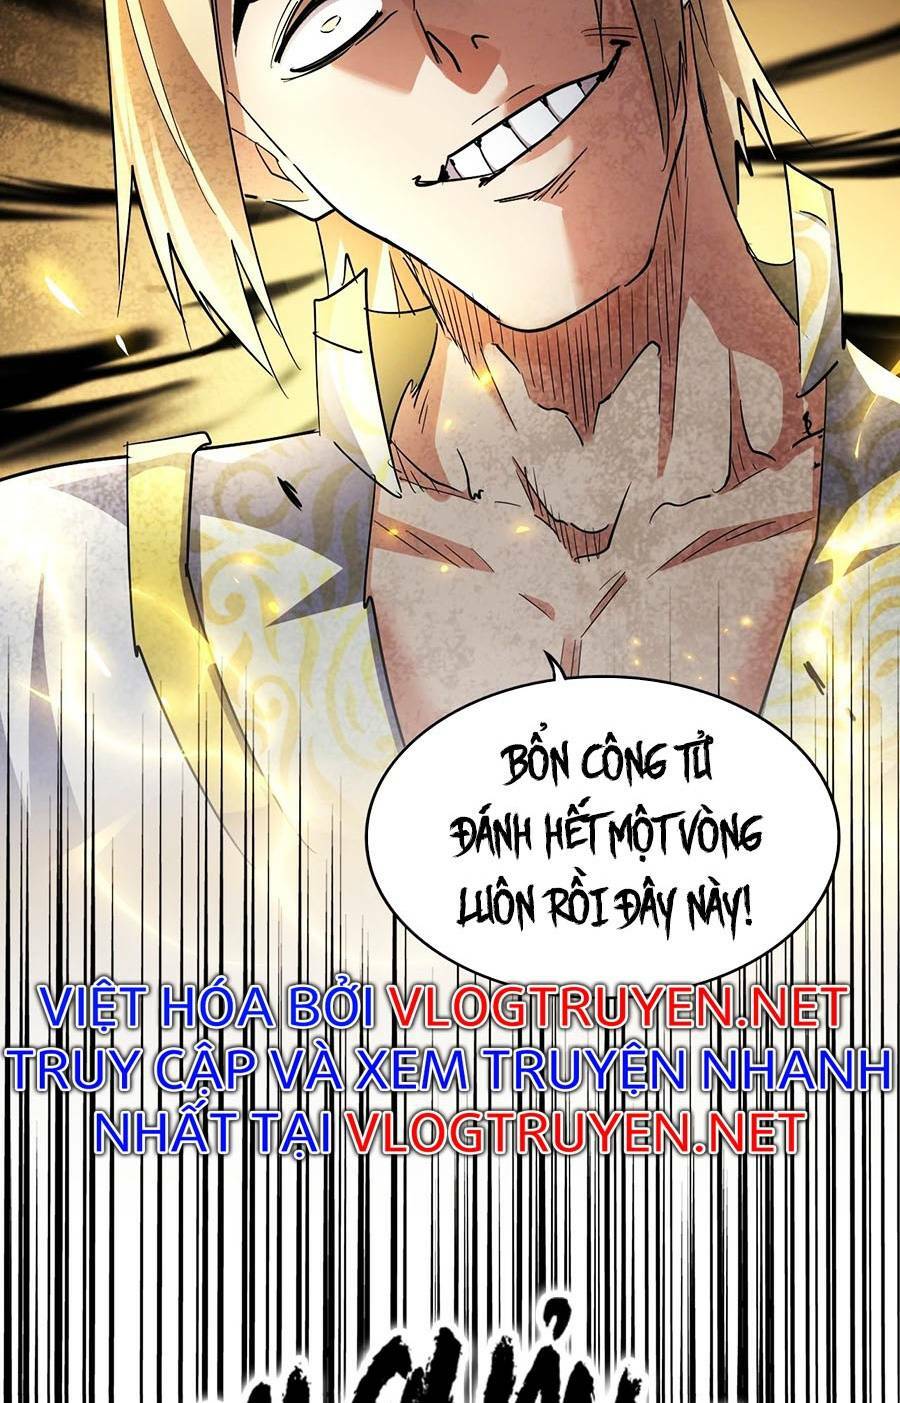 BỔN CÔNG TỬ
ĐÁNH HẾT MỘT VÒNG
LUÔN RỒI ĐÂY NÀY!
VIỆT HÓA BỞI VLOGTRUYEN.NET
TRUY CẬP VÀ XEM TRUYỆN NHANH
NHẤT TẠI VLOGTRUYEN.NET